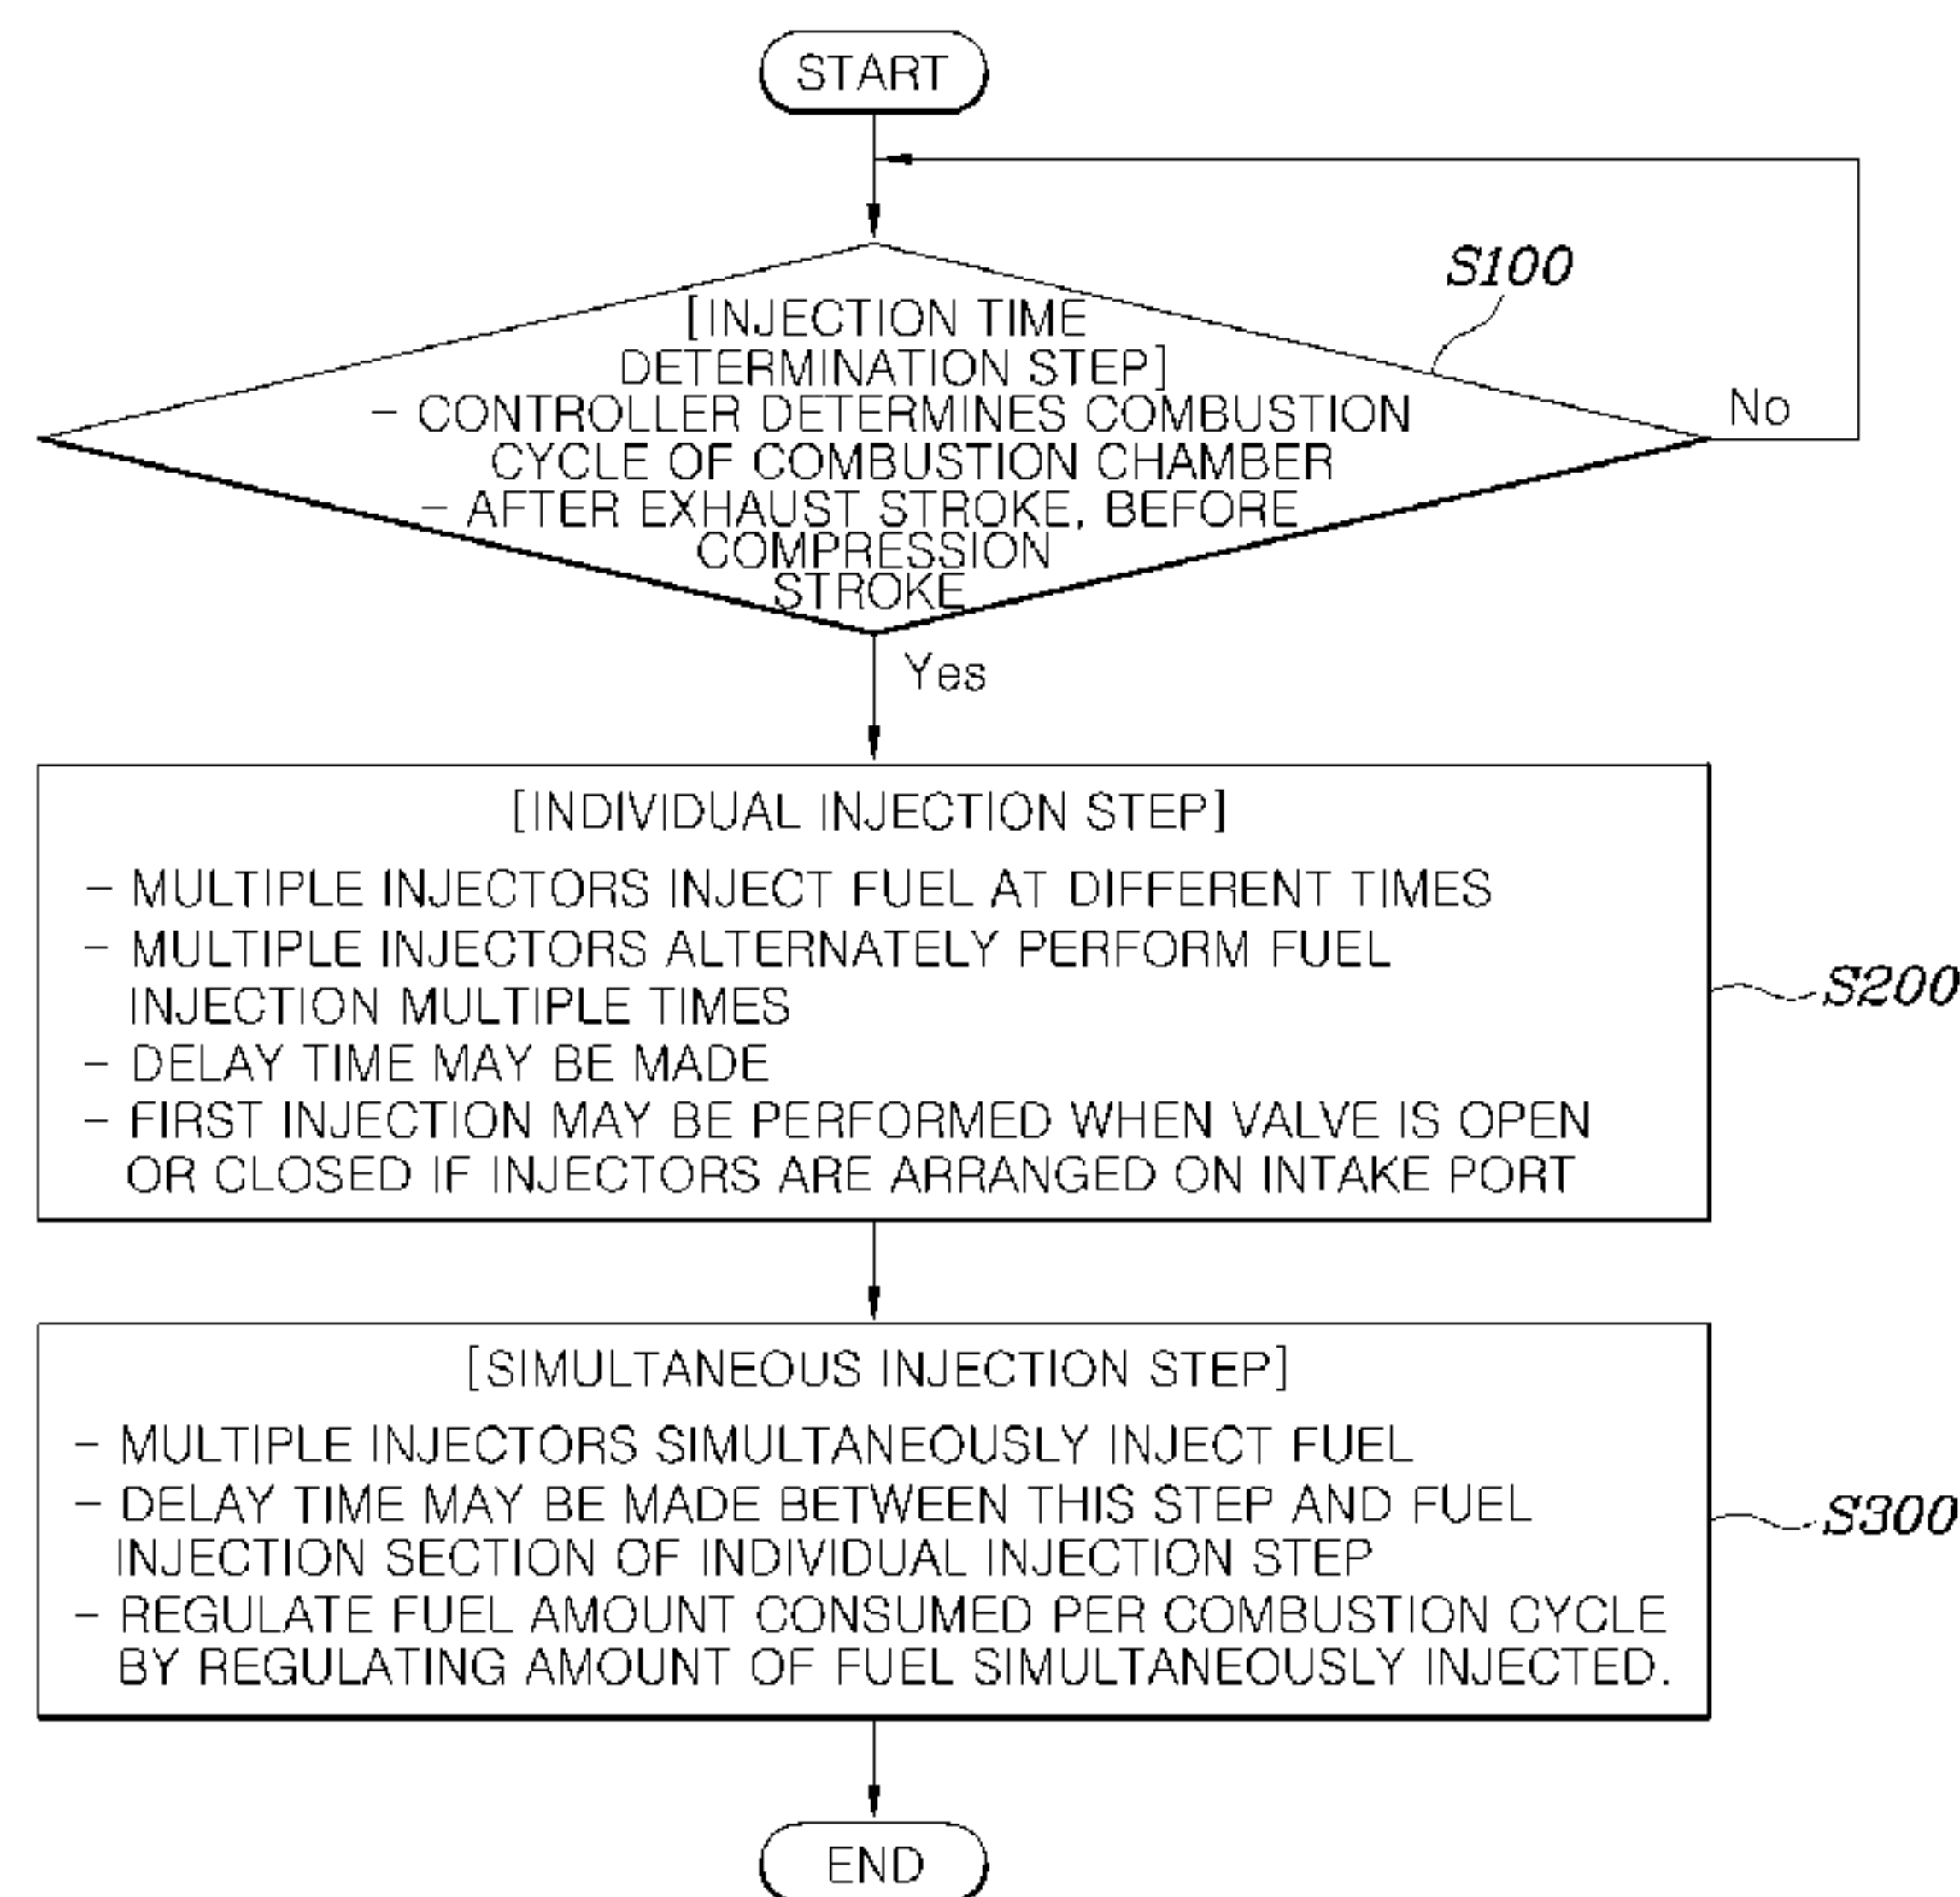 START
[INJECTION TIME
DETERMINATION STEP]
- CONTROLLER DETERMINES COMBUSTION
CYCLE OF COMBUSTION CHAMBER
- AFTER EXHAUST STROKE, BEFORE
COMPRESSION
STROKE
S100
No
Yes
[INDIVIDUAL INJECTION STEP]
- MULTIPLE INJECTORS INJECT FUEL AT DIFFERENT TIMES
- MULTIPLE INJECTORS ALTERNATELY PERFORM FUEL
INJECTION MULTIPLE TIMES
- DELAY TIME MAY BE MADE
- FIRST INJECTION MAY BE PERFORMED WHEN VALVE IS OPEN
OR CLOSED IF INJECTORS ARE ARRANGED ON INTAKE PORT
S200
[SIMULTANEOUS INJECTION STEP]
- MULTIPLE INJECTORS SIMULTANEOUSLY INJECT FUEL
- DELAY TIME MAY BE MADE BETWEEN THIS STEP AND FUEL
INJECTION SECTION OF INDIVIDUAL INJECTION STEP
- REGULATE FUEL AMOUNT CONSUMED PER COMBUSTION CYCLE
BY REGULATING AMOUNT OF FUEL SIMULTANEOUSLY INJECTED.
S300
END